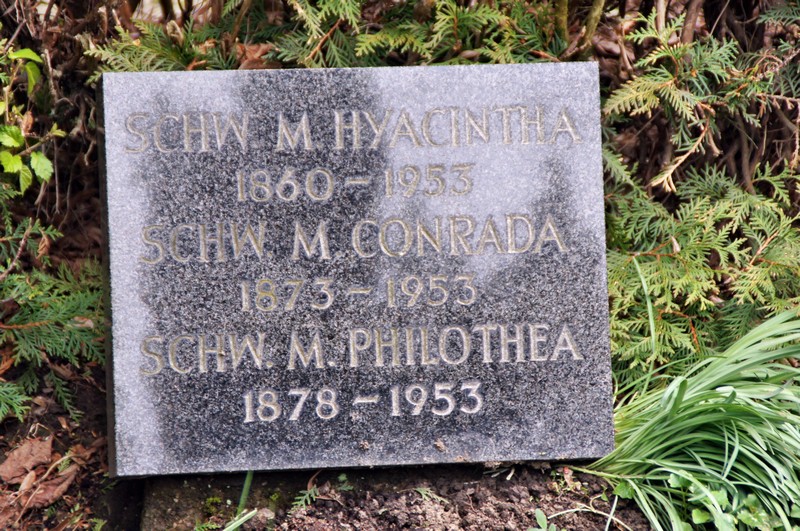 SCHW. M HYACINTHA
1860 – 1953
SCHW. M. CONRADA
1873 – 1953
SCHW. M. PHILOTHEA
1878 – 1953